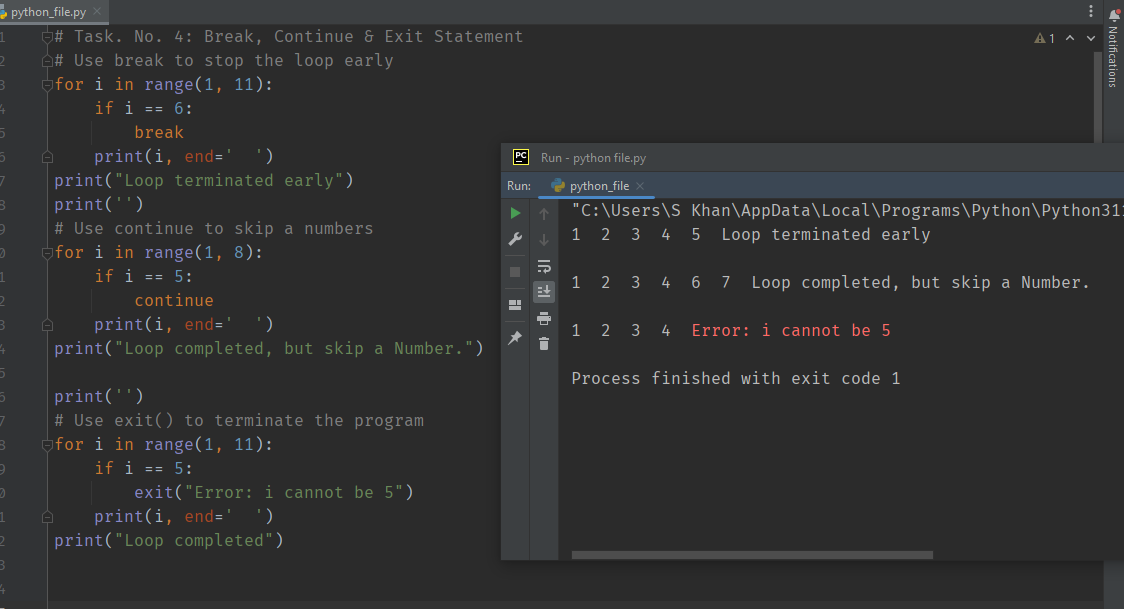 python_file.py
# Task. No. 4: Break, Continue & Exit Statement
# Use break to stop the loop early
for i in range(1, 11):
    if i == 6:
        break
    print(i, end='  ')
print("Loop terminated early")
print('')
# Use continue to skip a numbers
for i in range(1, 8):
    if i == 5:
        continue
    print(i, end='  ')
print("Loop completed, but skip a Number.")
print('')
# Use exit() to terminate the program
for i in range(1, 11):
    if i == 5:
        exit("Error: i cannot be 5")
    print(i, end='  ')
print("Loop completed")
1
Notifications
PC
Run - python file.py
Run:
python_file
"C:\Users\S Khan\AppData\Local\Programs\Python\Python311
1  2  3  4  5  Loop terminated early
1  2  3  4  6  7  Loop completed, but skip a Number.
1  2  3  4  Error: i cannot be 5
Process finished with exit code 1